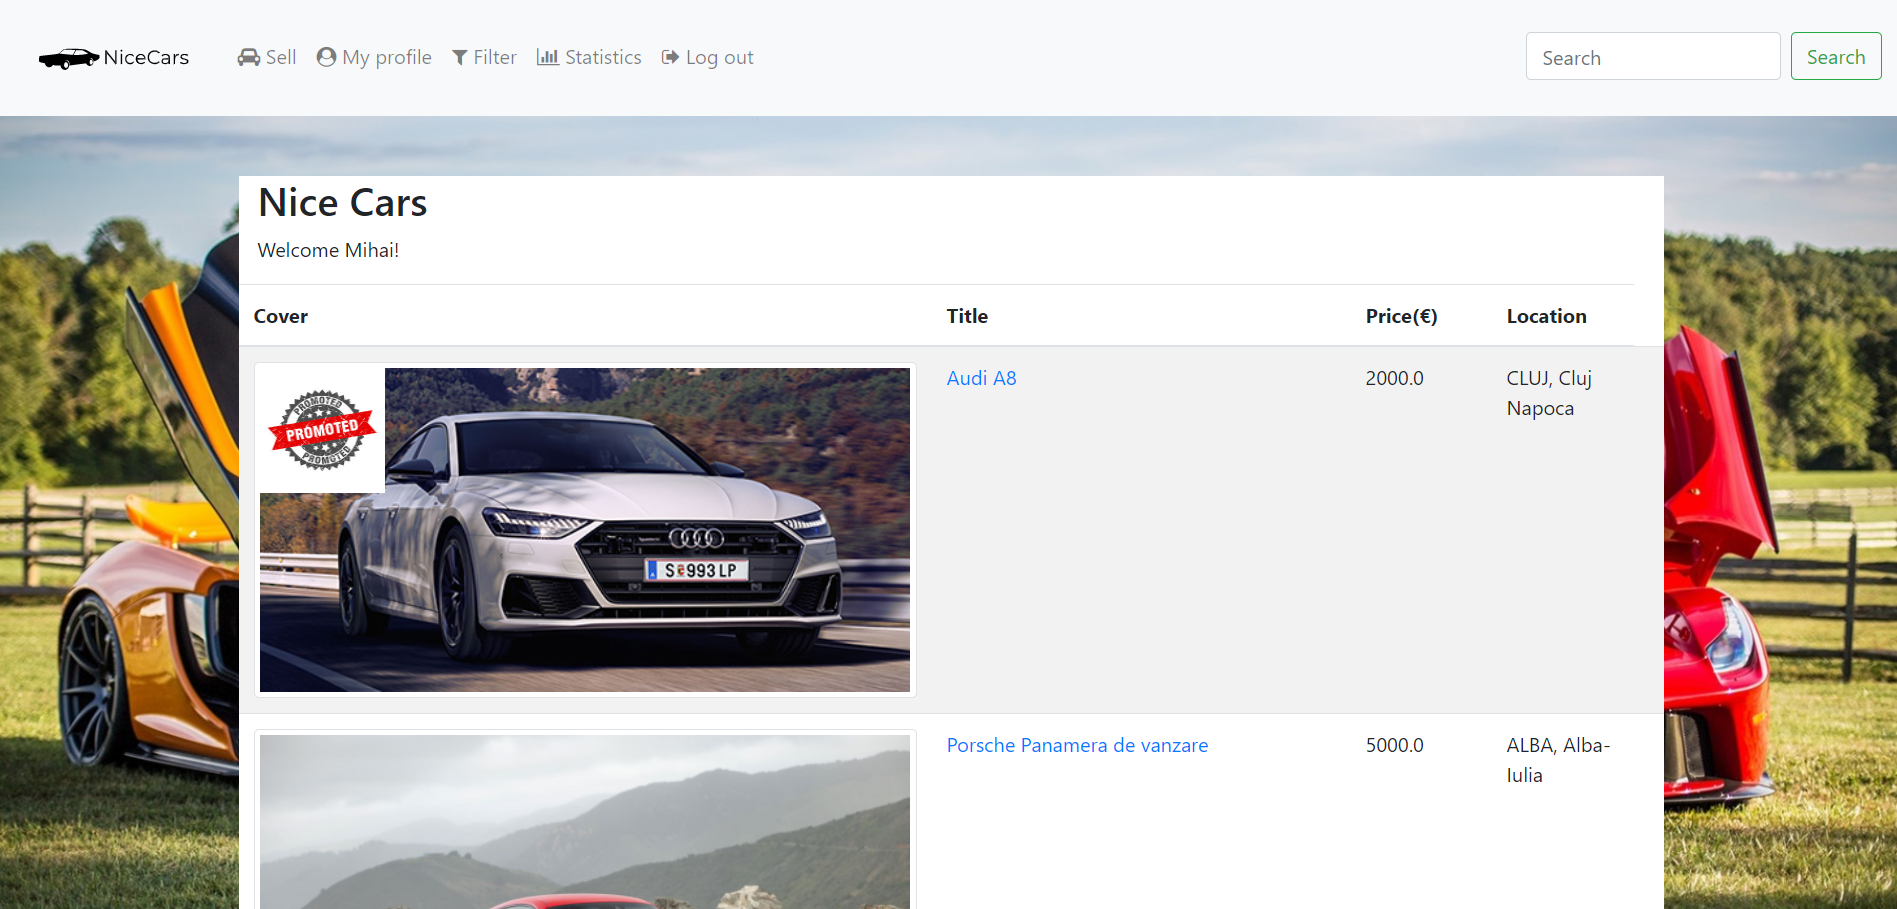 NiceCars
Sell
My profile
Filter
Statistics
Log out
Search
Search
Nice Cars
Welcome Mihai!
Cover
Title
Price(€)
Location
PROMOTED
PROMOTED
PROMOTED
S 993 LP
Audi A8
2000.0
CLUJ, Cluj
Napoca
Porsche Panamera de vanzare
5000.0
ALBA, Alba-
Iulia